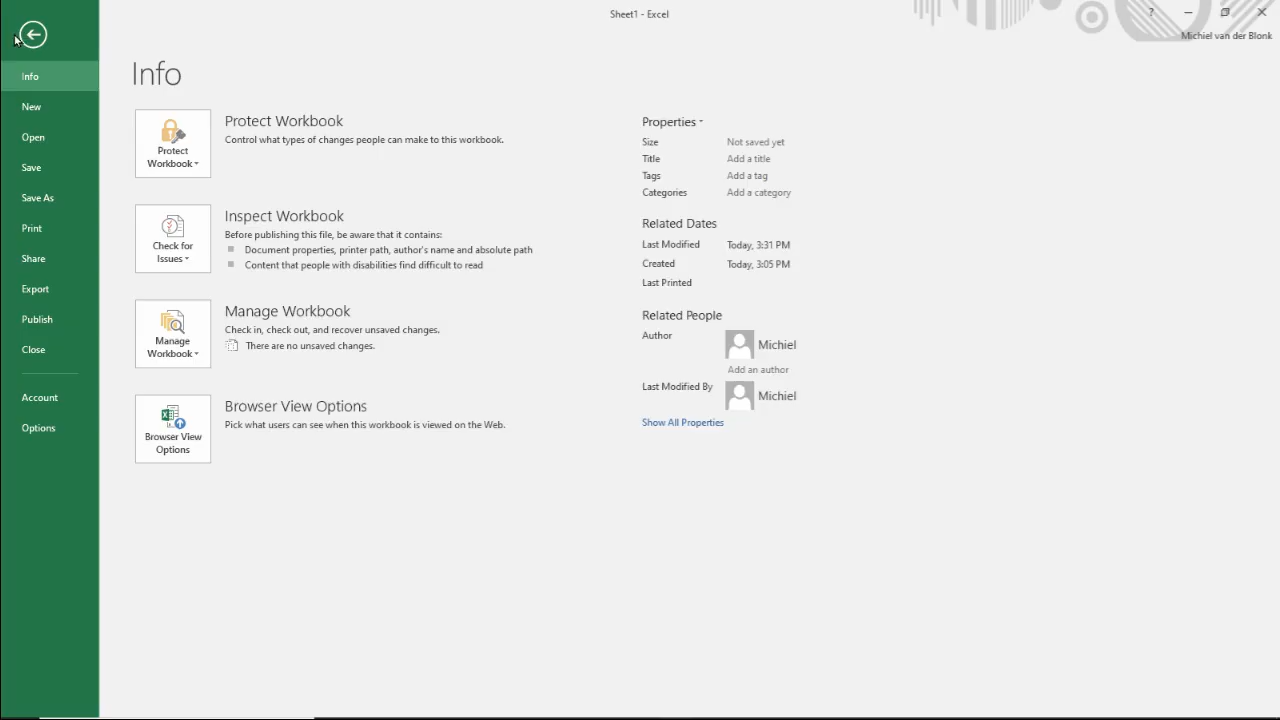 Sheet1 - Excel
?
Michiel van der Blonk
Info
New
Open
Save
Save As
Print
Share
Export
Publish
Close
Account
Options
Info
Protect Workbook
Protect Workbook
Control what types of changes people can make to this workbook.
Check for Issues
Inspect Workbook
Before publishing this file, be aware that it contains:
Document properties, printer path, author's name and absolute path
Content that people with disabilities find difficult to read
Manage Workbook
Manage Workbook
Check in, check out, and recover unsaved changes.
There are no unsaved changes.
Browser View Options
Browser View Options
Pick what users can see when this workbook is viewed on the Web.
Properties
Size Not saved yet
Title Add a title
Tags Add a tag
Categories Add a category
Related Dates
Last Modified Today, 3:31 PM
Created Today, 3:05 PM
Last Printed
Related People
Author Michiel
Add an author
Last Modified By Michiel
Show All Properties